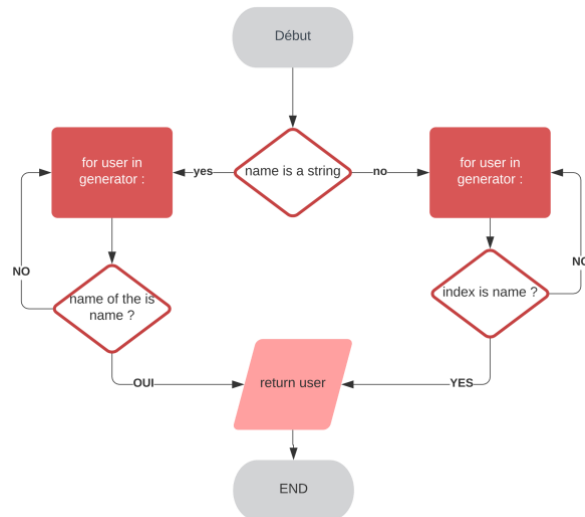 Début
for user in
generator :
yes
name is a string
no
for user in
generator :
NO
name of the is
name ?
index is name ?
NO
OUI
return user
YES
END